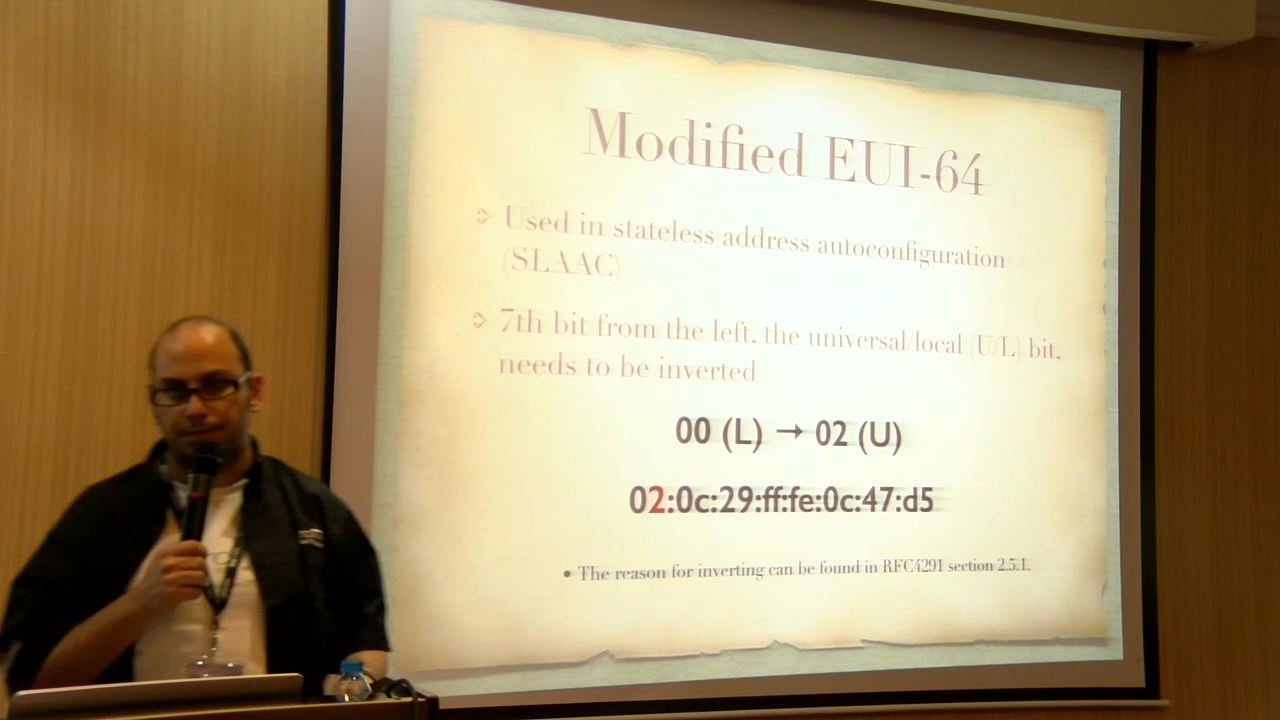 Modified EUI-64
Used in stateless address autoconfiguration
(SLAAC)
7th bit from the left, the universal/local (U/L) bit,
needs to be inverted
00 (L) → 02 (U)
02:0c:29:ff:fe:0c:47:d5
• The reason for inverting can be found in RFC4291 section 2.5.1.